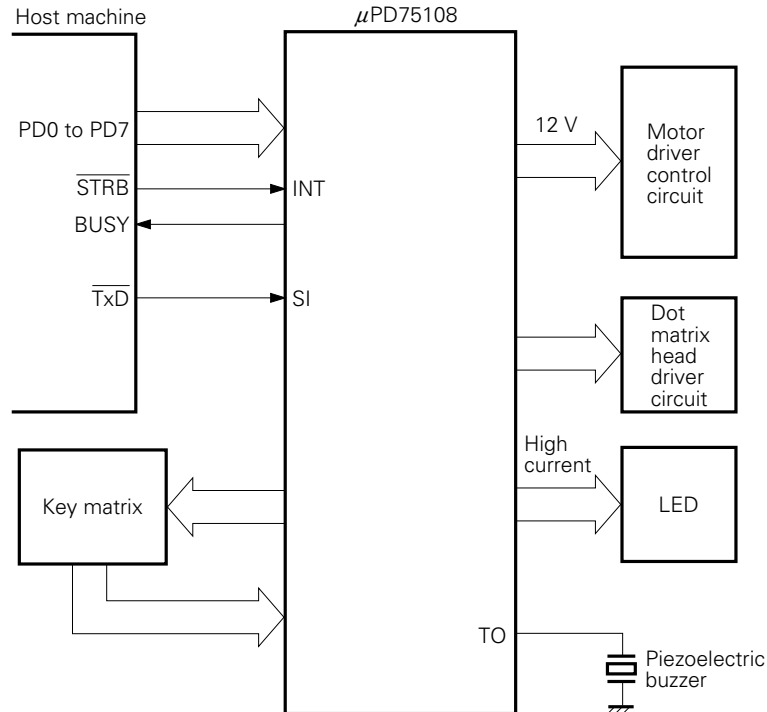 Host machine
μPD75108
PD0 to PD7
STRB
INT
BUSY
TxD
SI
12 V
Motor
driver
control
circuit
Dot
matrix
head
driver
circuit
High
current
LED
Key matrix
TO
Piezoelectric
buzzer